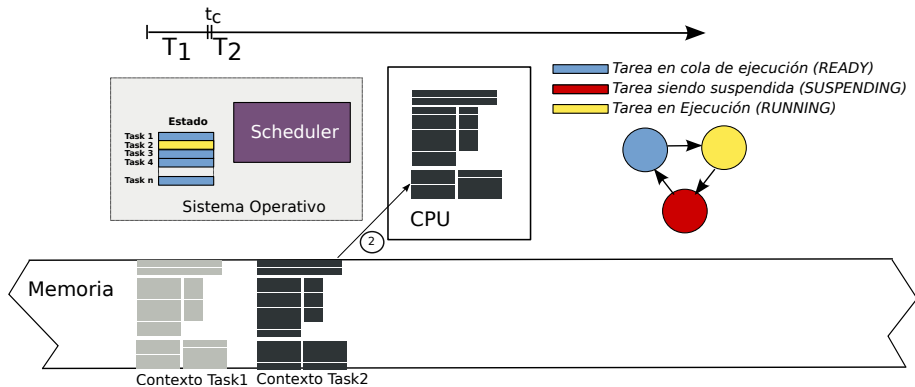 tc
T1 T2
Tarea en cola de ejecución (READY)
Tarea siendo suspendida (SUSPENDING)
Tarea en Ejecución (RUNNING)
Estado
Task 1
Task 2
Task 3
Task 4
Task n
Scheduler
Sistema Operativo
CPU
2
Memoria
Contexto Task1
Contexto Task2